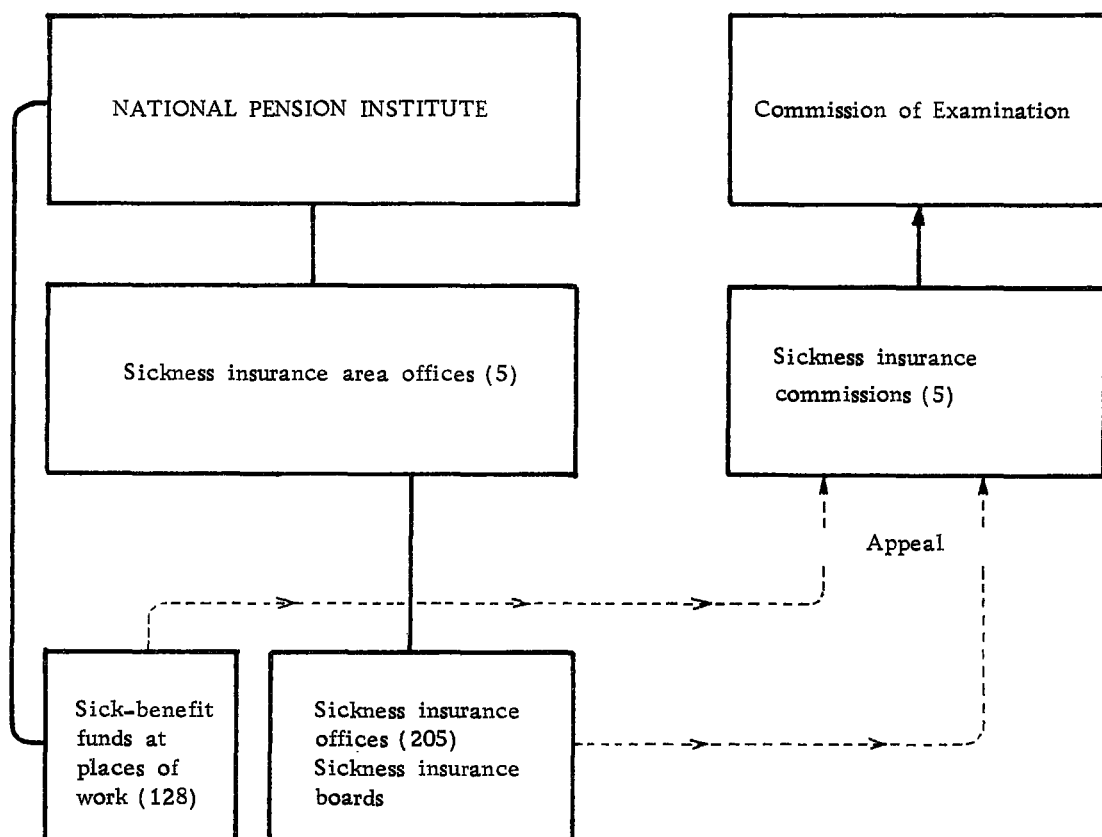 NATIONAL PENSION INSTITUTE
Commission of Examination
Sickness insurance area offices (5)
Sickness insurance
commissions (5)
Appeal
Sick-benefit
funds at
places of
work (128)
Sickness insurance
offices (205)
Sickness insurance
boards